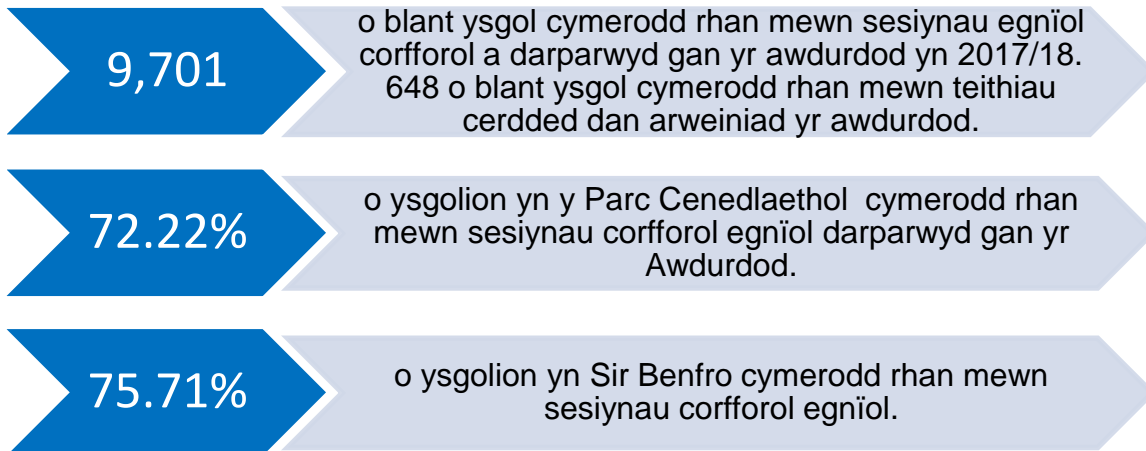 9,701
o blant ysgol cymerodd rhan mewn sesiynau egnïol
corfforol a darparwyd gan yr awdurdod yn 2017/18.
648 o blant ysgol cymerodd rhan mewn teithiau
cerdded dan arweiniad yr awdurdod.
72.22%
o ysgolion yn y Parc Cenedlaethol cymerodd rhan
mewn sesiynau corfforol egnïol darparwyd gan yr
Awdurdod.
75.71%
o ysgolion yn Sir Benfro cymerodd rhan mewn
sesiynau corfforol egnïol.